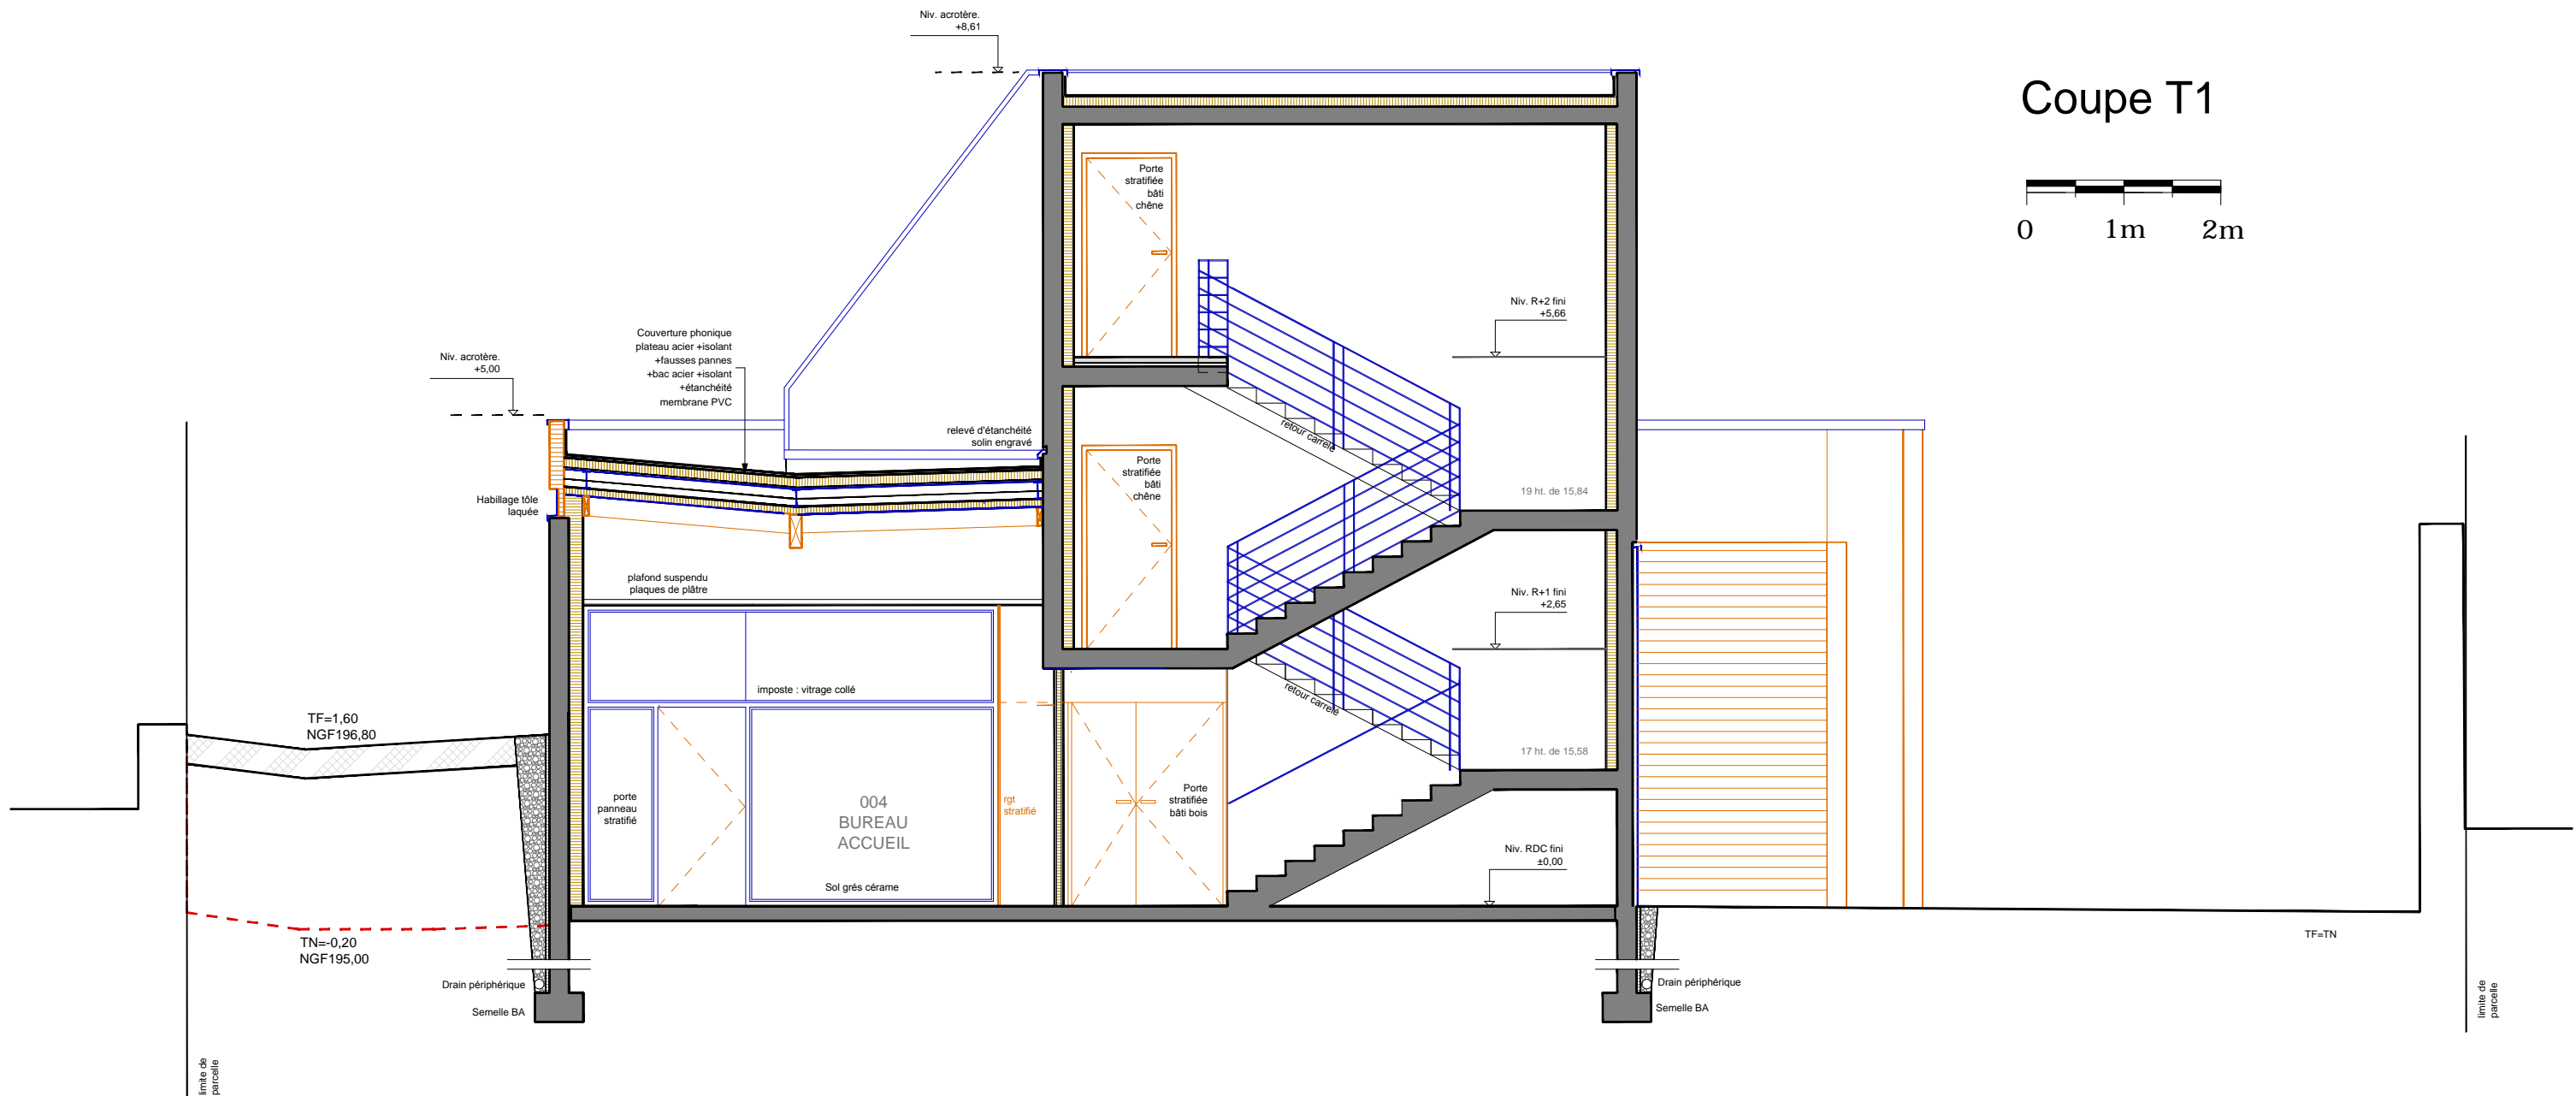 Niv. acrotère.
+8,61
Coupe T1
0
1m
2m
Porte
stratifiée
bâti
chêne
Niv. R+2 fini
+5,66
Couverture phonique
plateau acier +isolant
+fausses pannes
+bac acier +isolant
+étanchéité
membrane PVC
Niv. acrotère.
+5,00
relevé d'étanchéité
solin engravé
retour carrelé
Porte
stratifiée
bâti
chêne
19 ht. de 15,84
Habillage tôle
laquée
plafond suspendu
plaques de plâtre
Niv. R+1 fini
+2,65
imposte : vitrage collé
retour carrelé
TF=1,60
NGF196,80
17 ht. de 15,58
porte
panneau
stratifié
004
BUREAU
ACCUEIL
rgt
stratifié
Porte
stratifiée
bâti bois
Niv. RDC fini
±0,00
Sol grés cérame
TN=-0,20
NGF195,00
TF=TN
Drain périphérique
Semelle BA
Drain périphérique
Semelle BA
limite de
parcelle
limite de
parcelle